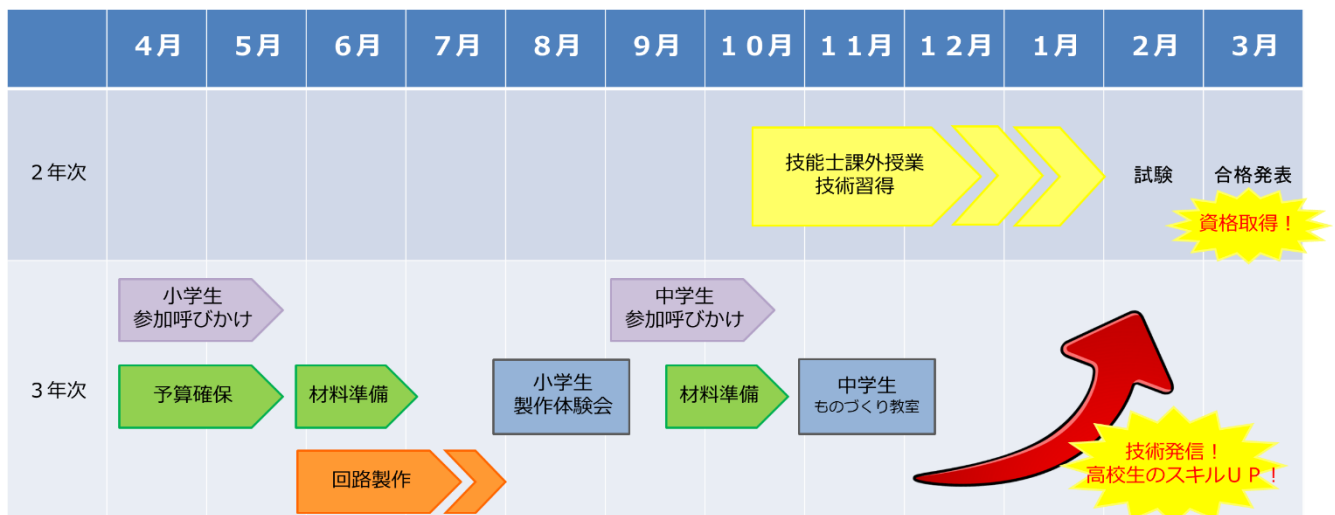 4月 5月 6月 7月 8月 9月 10月 11月 12月 1月 2月 3月
2年次
技能士課外授業
技術習得
試験
合格発表
資格取得！
3年次
小学生
参加呼びかけ
中学生
参加呼びかけ
予算確保
材料準備
小学生
製作体験会
材料準備
中学生
ものづくり教室
回路製作
技術発信！
高校生のスキルＵＰ！